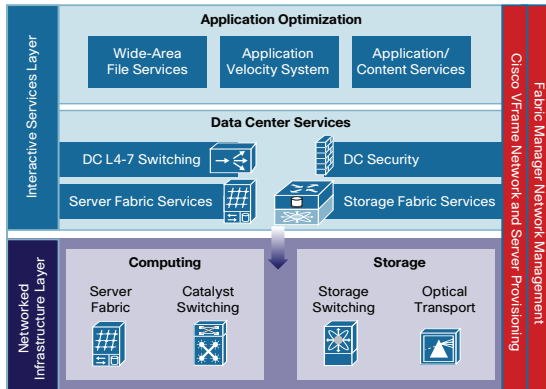 Interactive Services Layer
Application Optimization
Wide-Area
File Services
Application
Velocity System
Application/
Content Services
Data Center Services
DC L4-7 Switching
DC Security
Server Fabric Services
Storage Fabric Services
Networked
Infrastructure Layer
Computing
Server
Fabric
Catalyst
Switching
Storage
Storage
Switching
Optical
Transport
Cisco VFrame Network and Server Provisioning
Fabric Manager Network Management